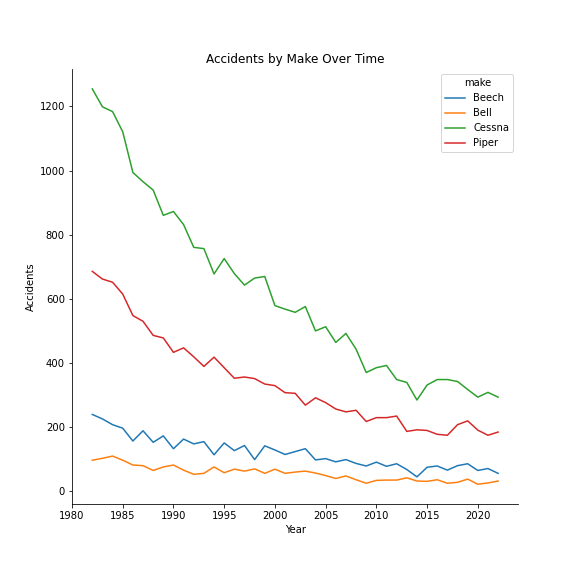 Accidents by Make Over Time
make
Beech
Bell
Cessna
Piper
Accidents
1200
1000
800
600
400
200
0
1980 1985 1990 1995 2000 2005 2010 2015 2020
Year